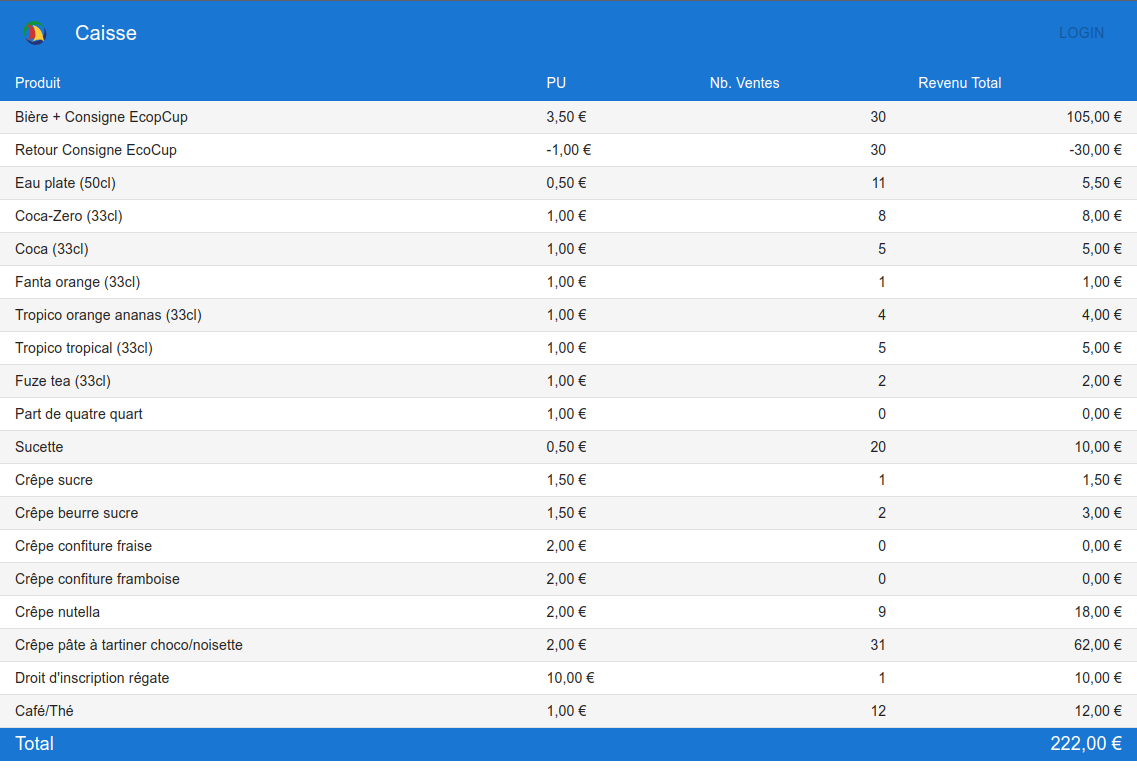 Caisse LOGIN
Produit PU Nb. Ventes Revenu Total
Bière + Consigne EcopCup 3,50 € 30 105,00 €
Retour Consigne EcoCup -1,00 € 30 -30,00 €
Eau plate (50cl) 0,50 € 11 5,50 €
Coca-Zero (33cl) 1,00 € 8 8,00 €
Coca (33cl) 1,00 € 5 5,00 €
Fanta orange (33cl) 1,00 € 1 1,00 €
Tropico orange ananas (33cl) 1,00 € 4 4,00 €
Tropico tropical (33cl) 1,00 € 5 5,00 €
Fuze tea (33cl) 1,00 € 2 2,00 €
Part de quatre quart 1,00 € 0 0,00 €
Sucette 0,50 € 20 10,00 €
Crêpe sucre 1,50 € 1 1,50 €
Crêpe beurre sucre 1,50 € 2 3,00 €
Crêpe confiture fraise 2,00 € 0 0,00 €
Crêpe confiture framboise 2,00 € 0 0,00 €
Crêpe nutella 2,00 € 9 18,00 €
Crêpe pâte à tartiner choco/noisette 2,00 € 31 62,00 €
Droit d'inscription régate 10,00 € 1 10,00 €
Café/Thé 1,00 € 12 12,00 €
Total 222,00 €